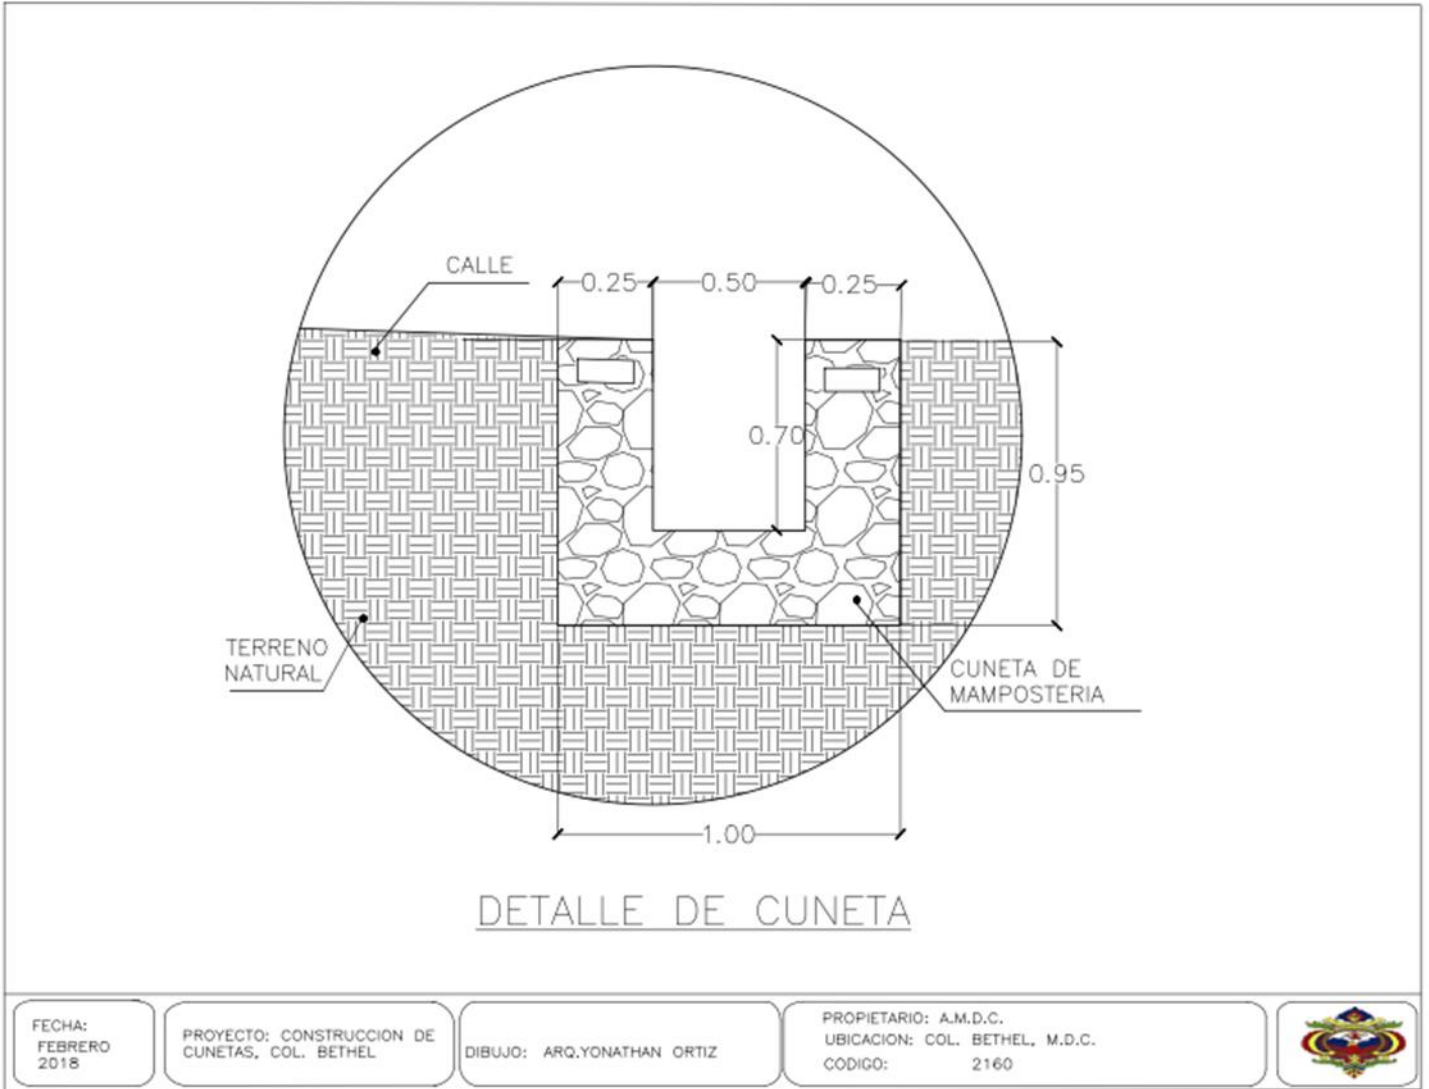 CALLE
0.25
0.50
0.25
0.70
0.95
TERRENO
NATURAL
CUNETA DE
MAMPOSTERIA
1.00
DETALLE DE CUNETA
FECHA:
FEBRERO
2018
PROYECTO: CONSTRUCCION DE
CUNETAS, COL. BETHEL
DIBUJO: ARQ.YONATHAN ORTIZ
PROPIETARIO: A.M.D.C.
UBICACION: COL. BETHEL, M.D.C.
CODIGO: 2160